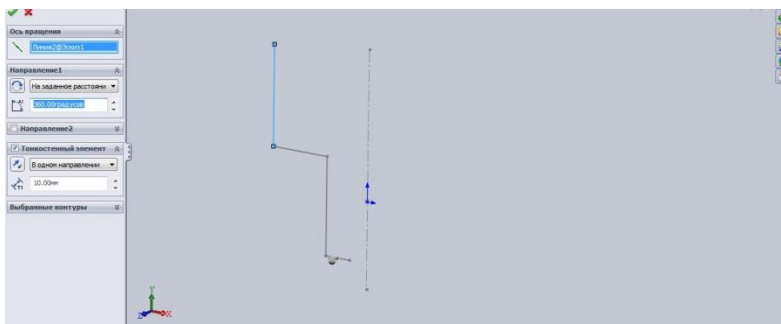 Ось вращения
Линия2@Эскиз1
Направление1
На заданное расстояни
360.00градусов
Направление2
Тонкостенный элемент
В одном направлении
10.00мм
Выбранные контуры
Y
Z
X